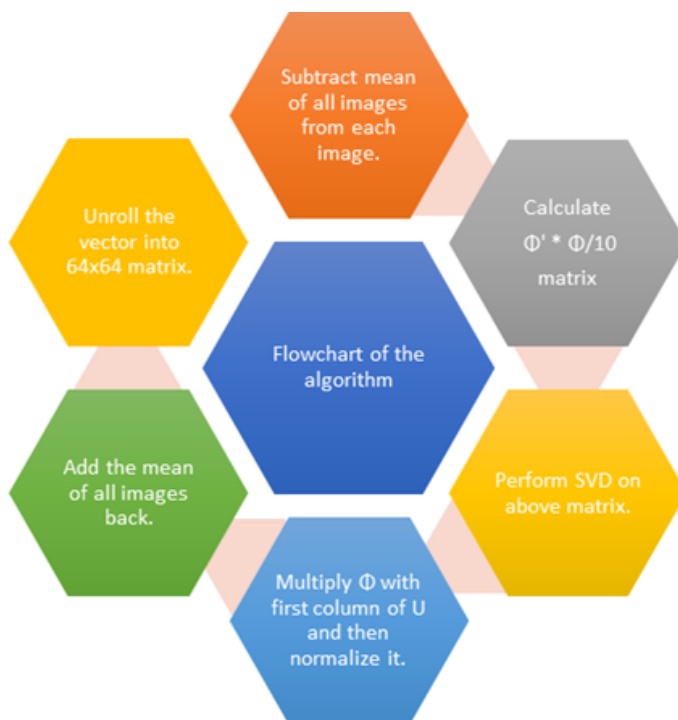 Subtract mean
of all images
from each
image.
Calculate
Φ' * Φ/10
matrix
Perform SVD on
above matrix.
Multiply Φ with
first column of U
and then
normalize it.
Add the mean
of all images
back.
Unroll the
vector into
64x64 matrix.
Flowchart of the
algorithm